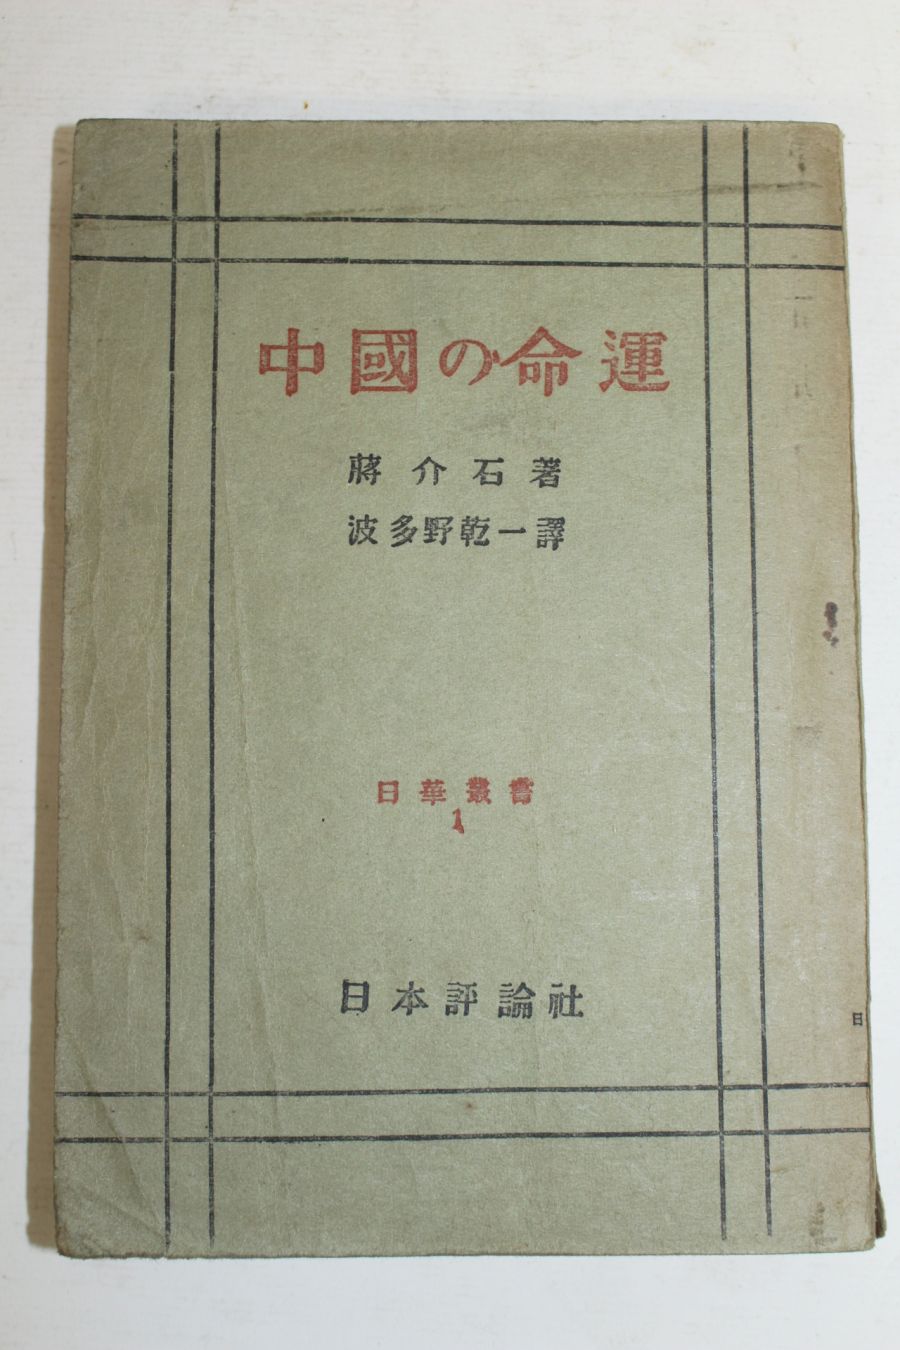 中國の命運
蔣介石著
波多野乾一譯
日華叢書
1
日本評論社
日